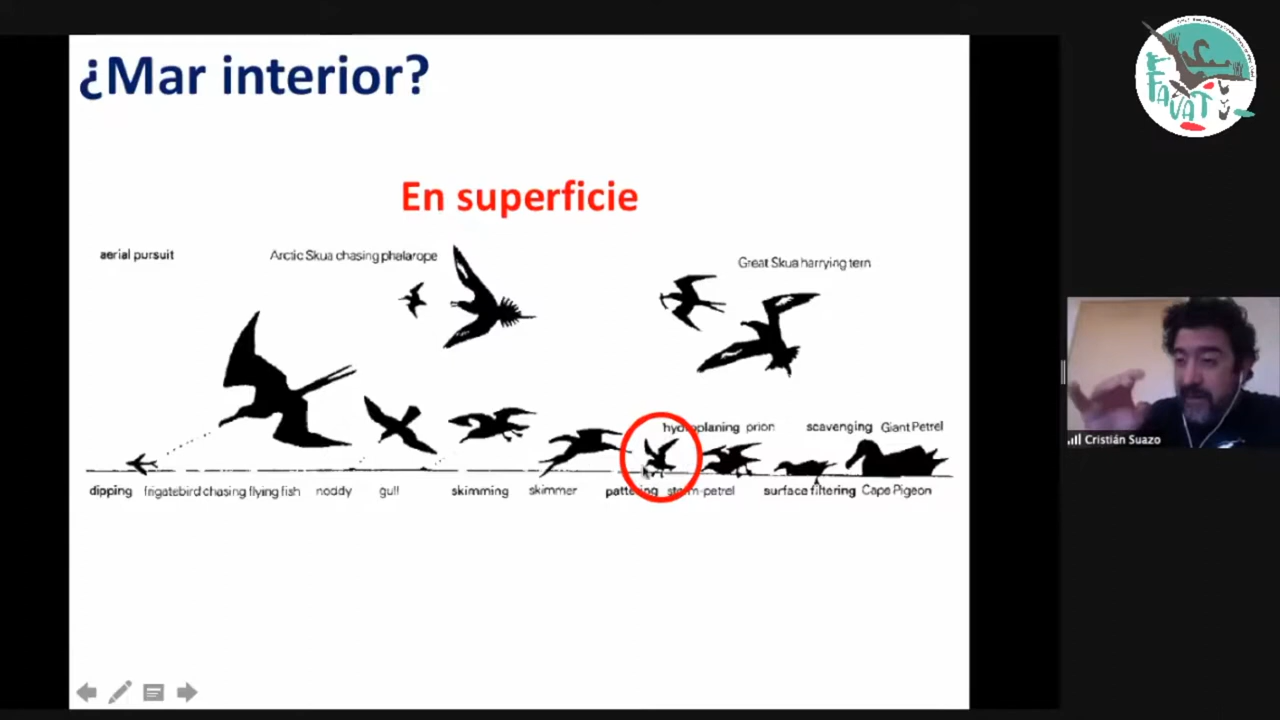 ¿Mar interior?
En superficie
aerial pursuit
Arctic Skua chasing phalarope
Great Skua harrying tern
hydroplaning prion
scavenging Giant Petrel
dipping frigatebird chasing flying fish noddy gull skimming skimmer pattering storm-petrel surface filtering Cape Pigeon
Cristián Suazo
FAVAT